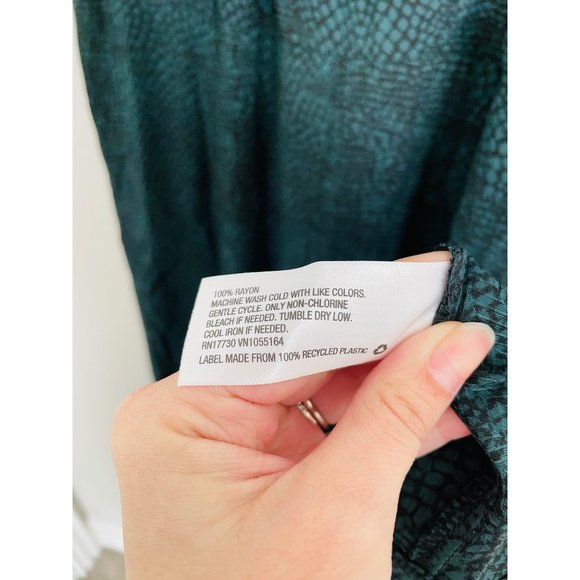 100% RAYON
MACHINE WASH COLD WITH LIKE COLORS.
GENTLE CYCLE. ONLY NON-CHLORINE
BLEACH IF NEEDED. TUMBLE DRY LOW.
COOL IRON IF NEEDED.
RN17730 VN1055164
LABEL MADE FROM 100% RECYCLED PLASTIC